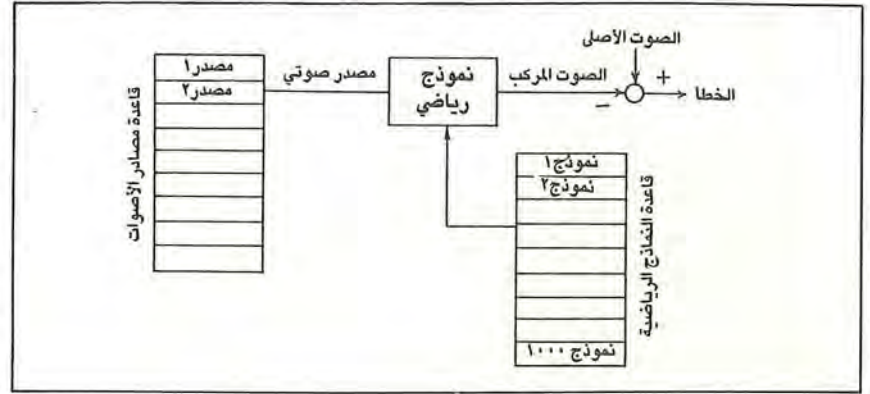 الصوت الأصلى
مصدر١
مصدر٢
قاعدة مصادر الأصوات
مصدر صوتي
نموذج
رياضي
الصوت المركب
+
−
الخطأ
نموذج١
نموذج٢
نموذج ١٠٠٠
قاعدة النماذج الرياضية